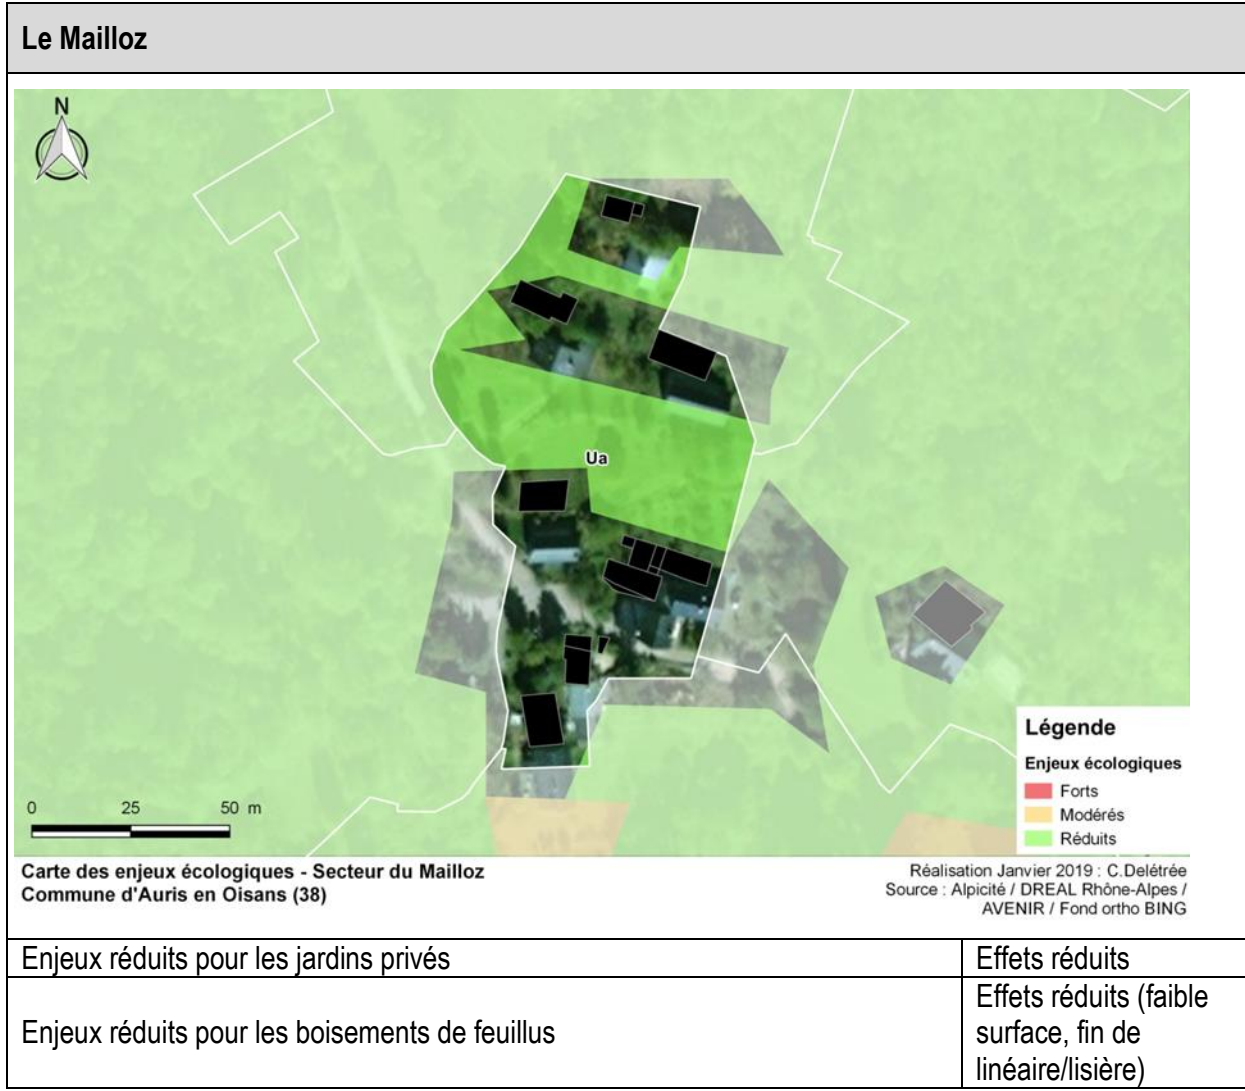 Le Mailloz
N
Ua
0 25 50 m
Légende
Enjeux écologiques
Forts
Modérés
Réduits
Carte des enjeux écologiques - Secteur du Mailloz
Commune d'Auris en Oisans (38)
Réalisation Janvier 2019 : C.Delétrée
Source : Alpicité / DREAL Rhône-Alpes /
AVENIR / Fond ortho BING
Enjeux réduits pour les jardins privés
Effets réduits
Enjeux réduits pour les boisements de feuillus
Effets réduits (faible
surface, fin de
linéaire/lisière)